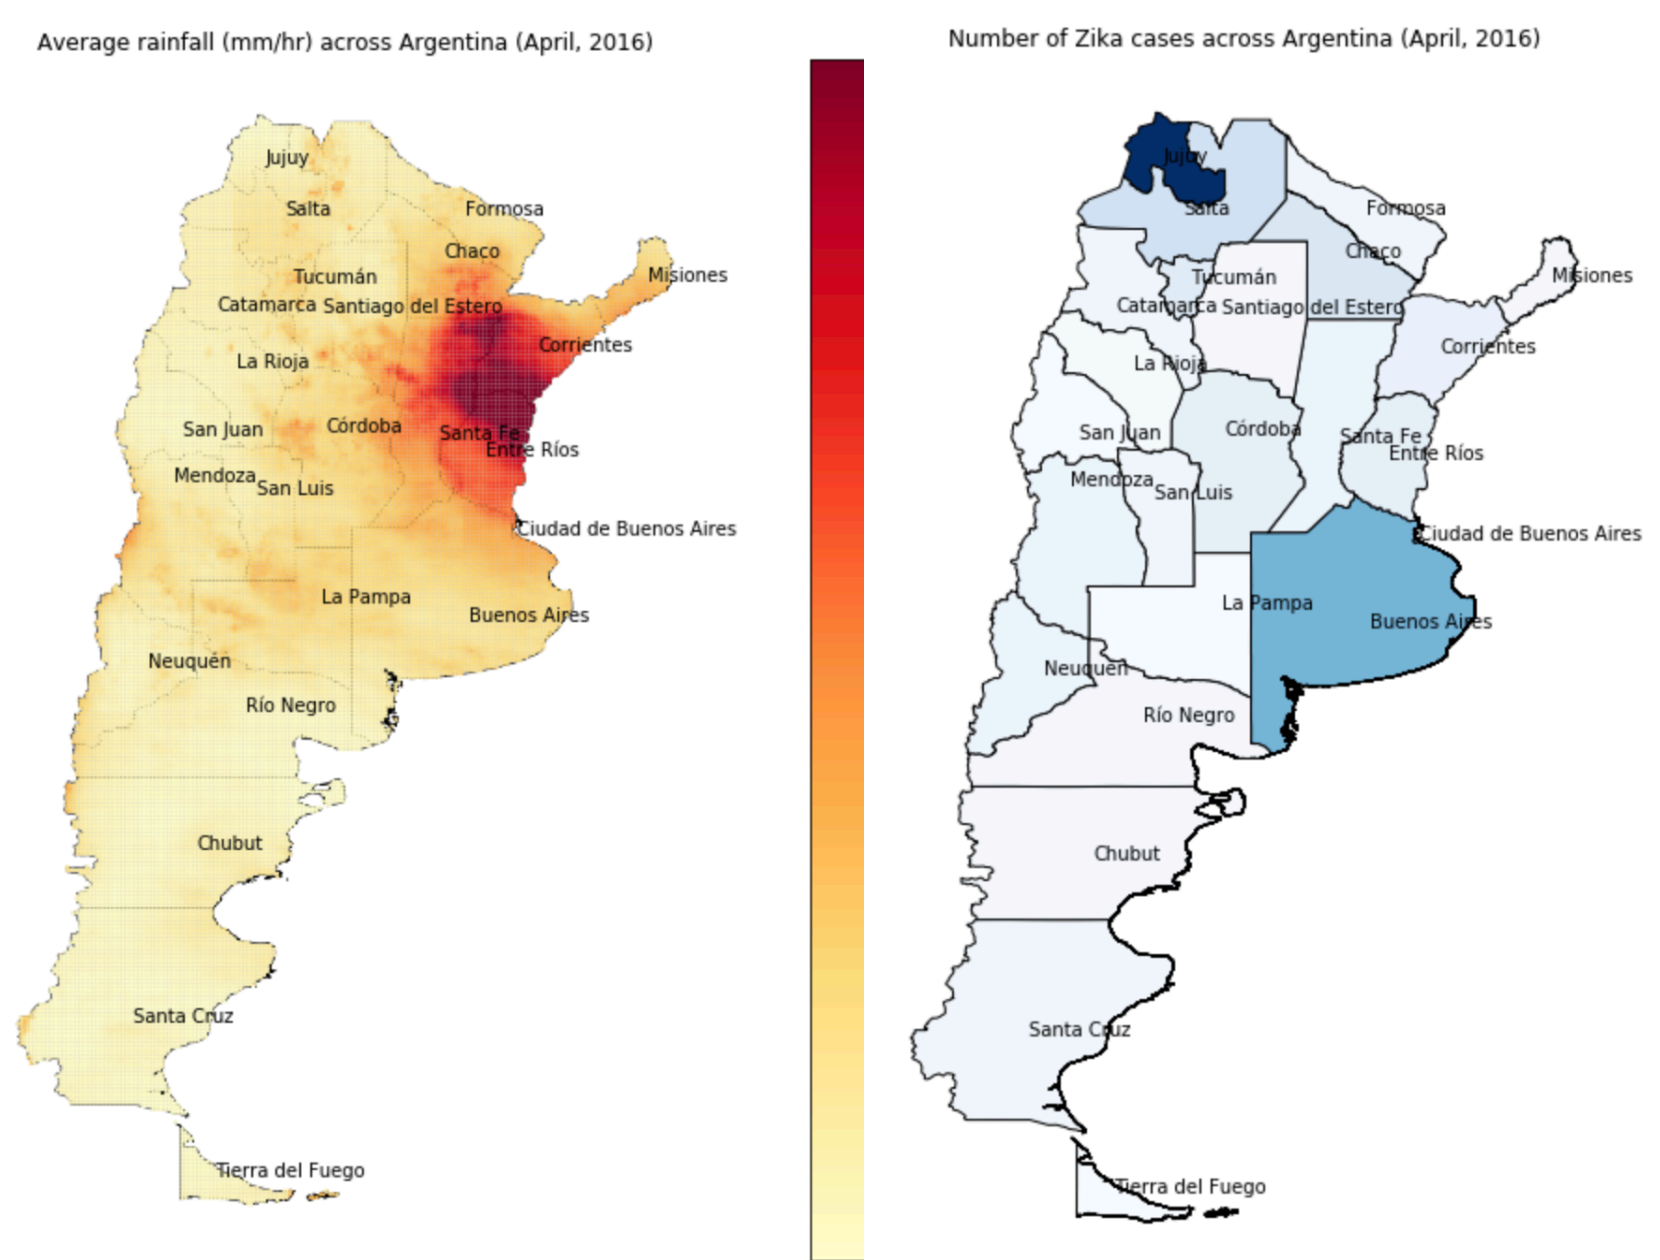 Average rainfall (mm/hr) across Argentina (April, 2016)
Jujuy
Salta
Formosa
Chaco
Tucumán
Misiones
Catamarca
Santiago del Estero
Corrientes
La Rioja
San Juan
Córdoba
Santa Fe
Entre Ríos
Mendoza
San Luis
Ciudad de Buenos Aires
La Pampa
Buenos Aires
Neuquén
Río Negro
Chubut
Santa Cruz
Tierra del Fuego
Number of Zika cases across Argentina (April, 2016)
Jujuy
Salta
Formosa
Chaco
Tucumán
Misiones
Catamarca
Santiago del Estero
Corrientes
La Rioja
San Juan
Córdoba
Santa Fe
Entre Ríos
Mendoza
San Luis
Ciudad de Buenos Aires
La Pampa
Buenos Aires
Neuquén
Río Negro
Chubut
Santa Cruz
Tierra del Fuego